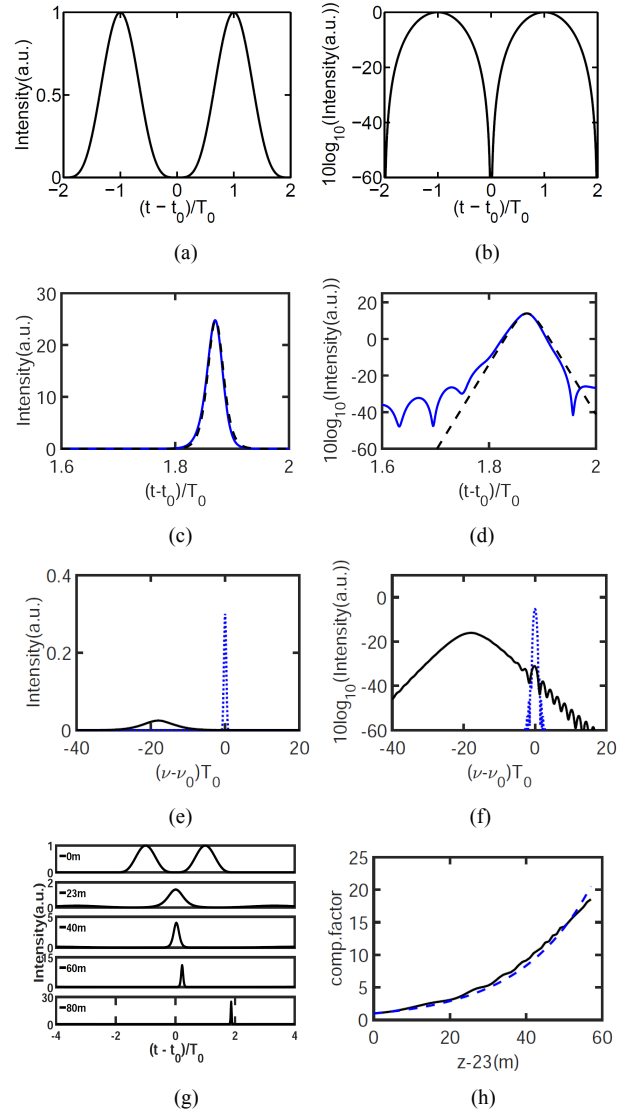 Intensity(a.u.)
1
0.5
0
−2 −1 0 1 2
(t − t0)/T0
(a)
10log10(Intensity(a.u.))
0
−20
−40
−60
−2 −1 0 1 2
(t − t0)/T0
(b)
Intensity(a.u.)
30
20
10
0
1.6 1.8 2
(t-t0)/T0
(c)
10log10(Intensity(a.u.))
20
0
-20
-40
-60
1.6 1.8 2
(t-t0)/T0
(d)
Intensity(a.u.)
0.4
0.2
0
-40 -20 0 20
(ν-ν0)T0
(e)
10log10(Intensity(a.u.))
0
-20
-40
-60
-40 -20 0 20
(ν-ν0)T0
(f)
Intensity(a.u.)
1
0
0m
2
0
23m
5
0
40m
15
0
60m
30
0
80m
-4 -2 0 2 4
(t - t0)/T0
(g)
comp.factor
25
20
15
10
5
0
0 20 40 60
z-23(m)
(h)